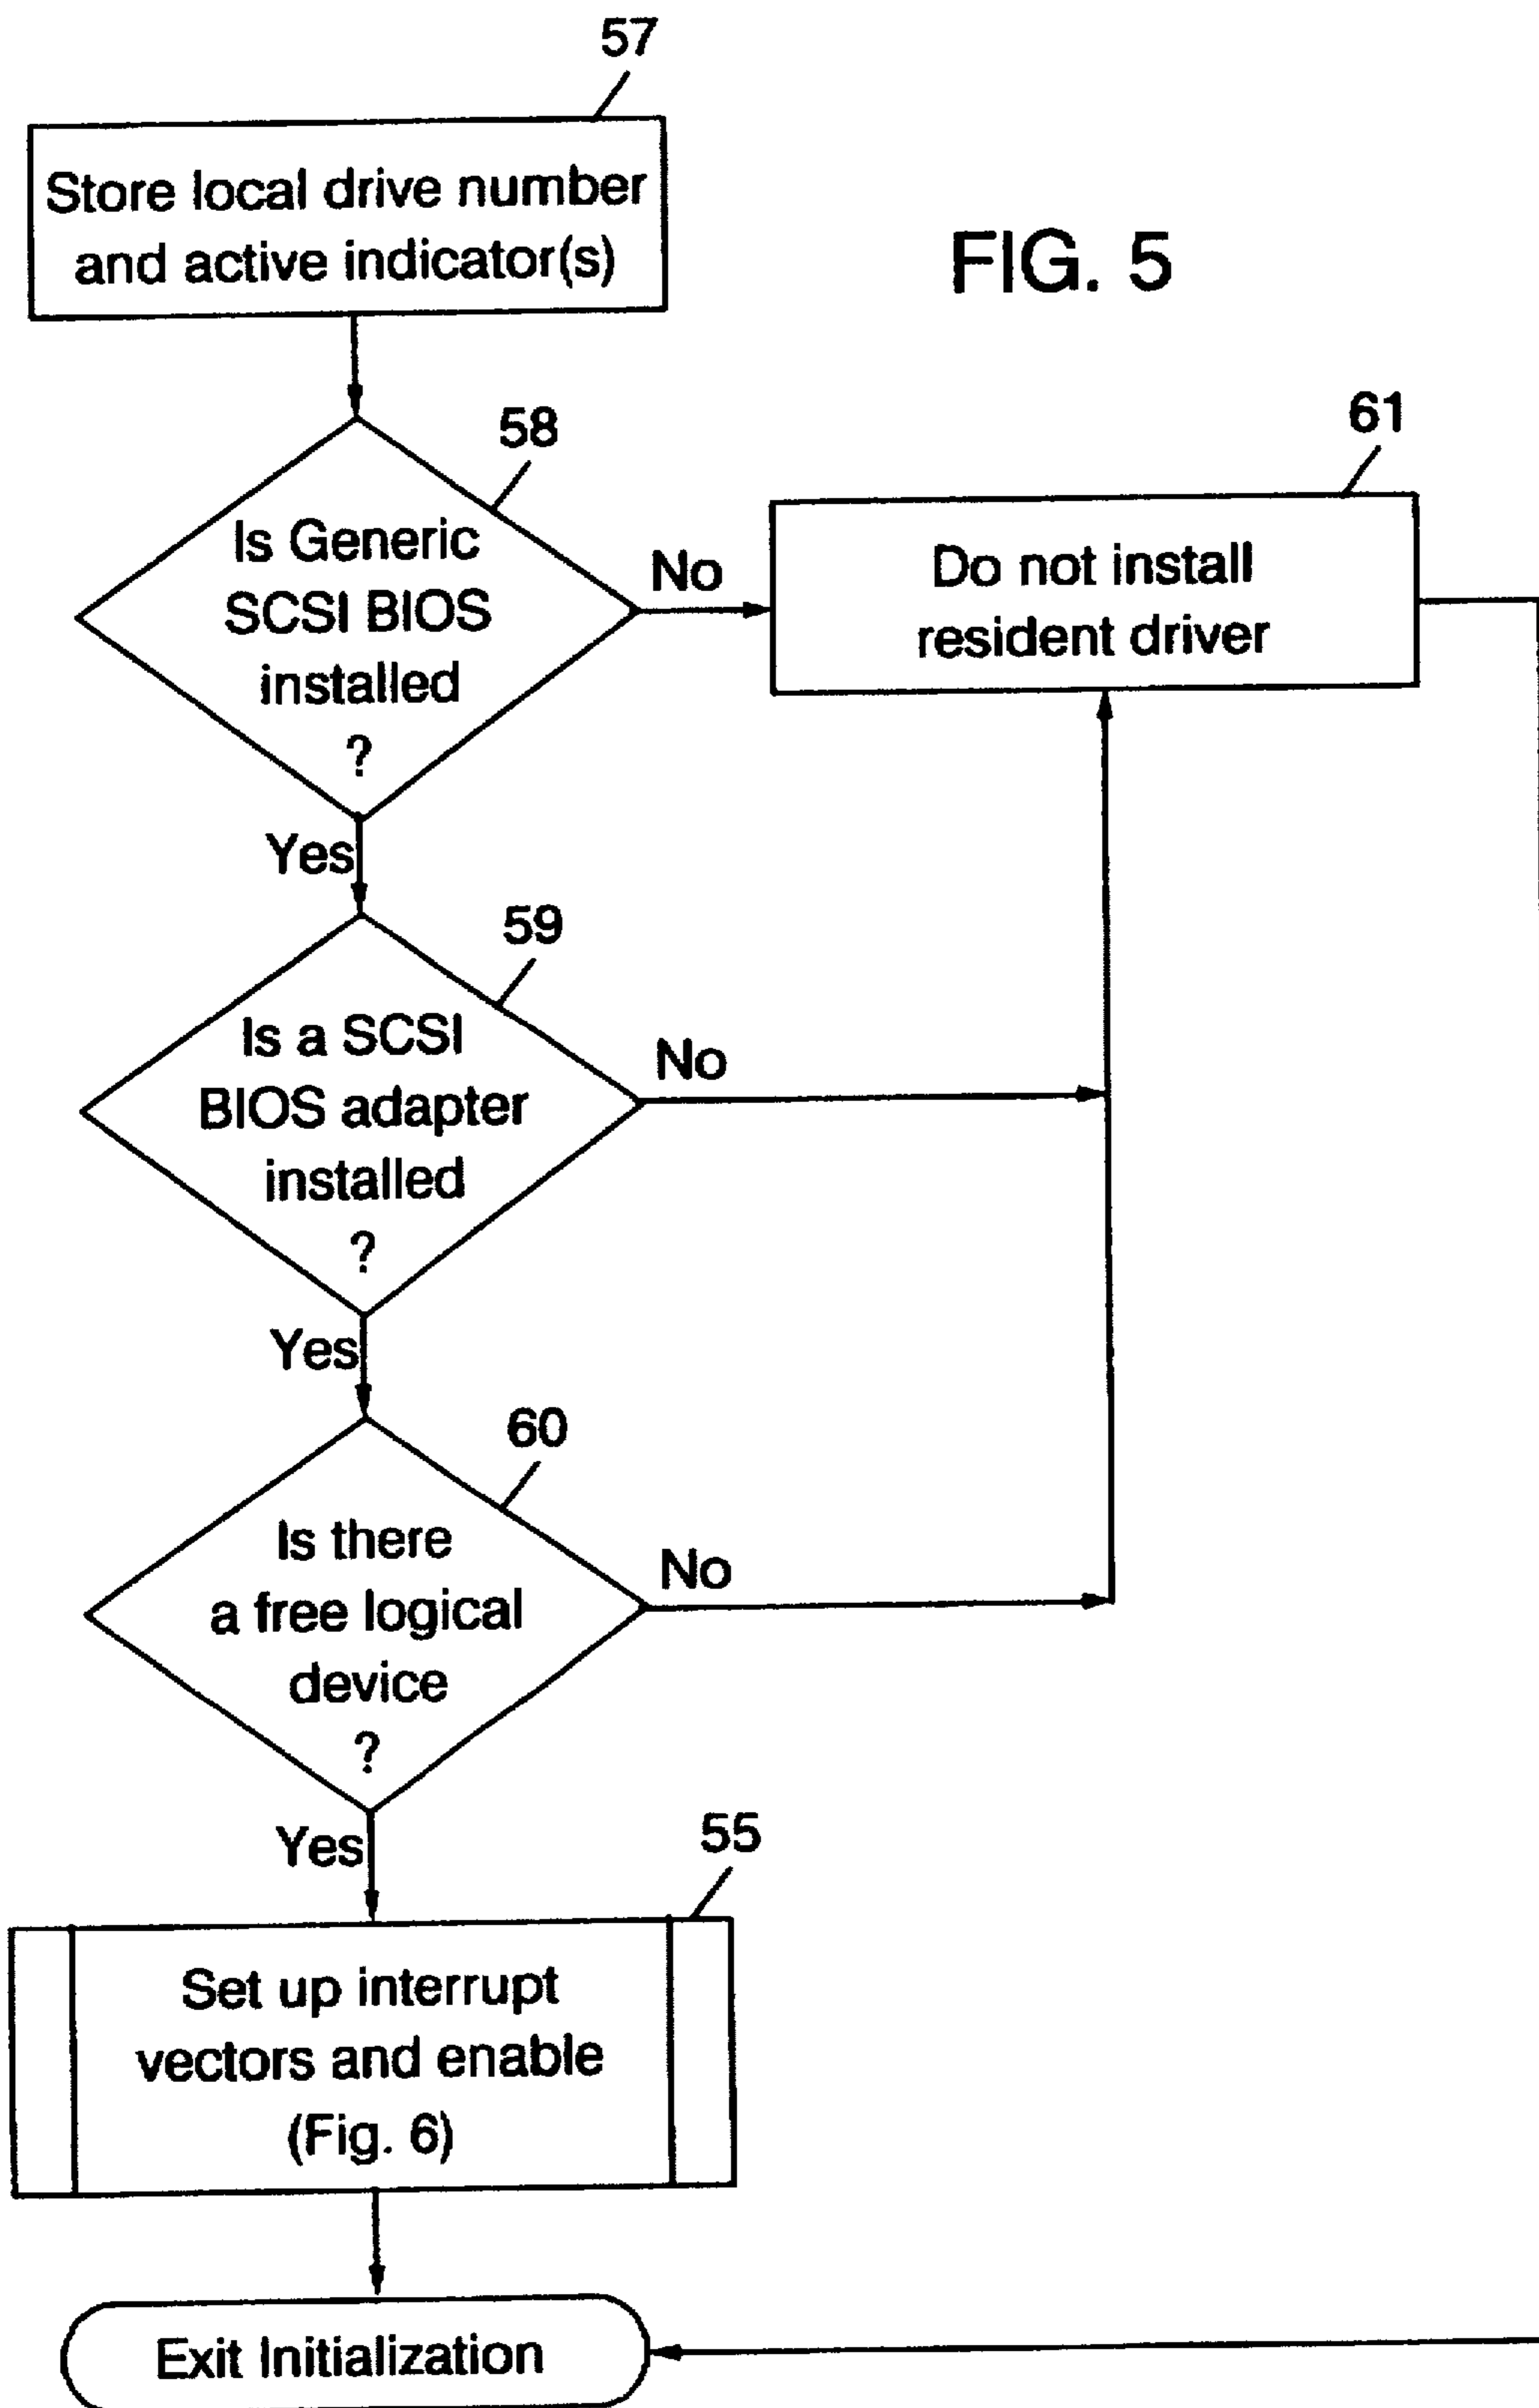 57
Store local drive number
and active indicator(s)
FIG. 5
58
Is Generic
SCSI BIOS
installed
?
No
61
Do not install
resident driver
Yes
59
Is a SCSI
BIOS adapter
installed
?
No
Yes
60
Is there
a free logical
device
?
No
Yes
55
Set up interrupt
vectors and enable
(Fig. 6)
Exit Initialization